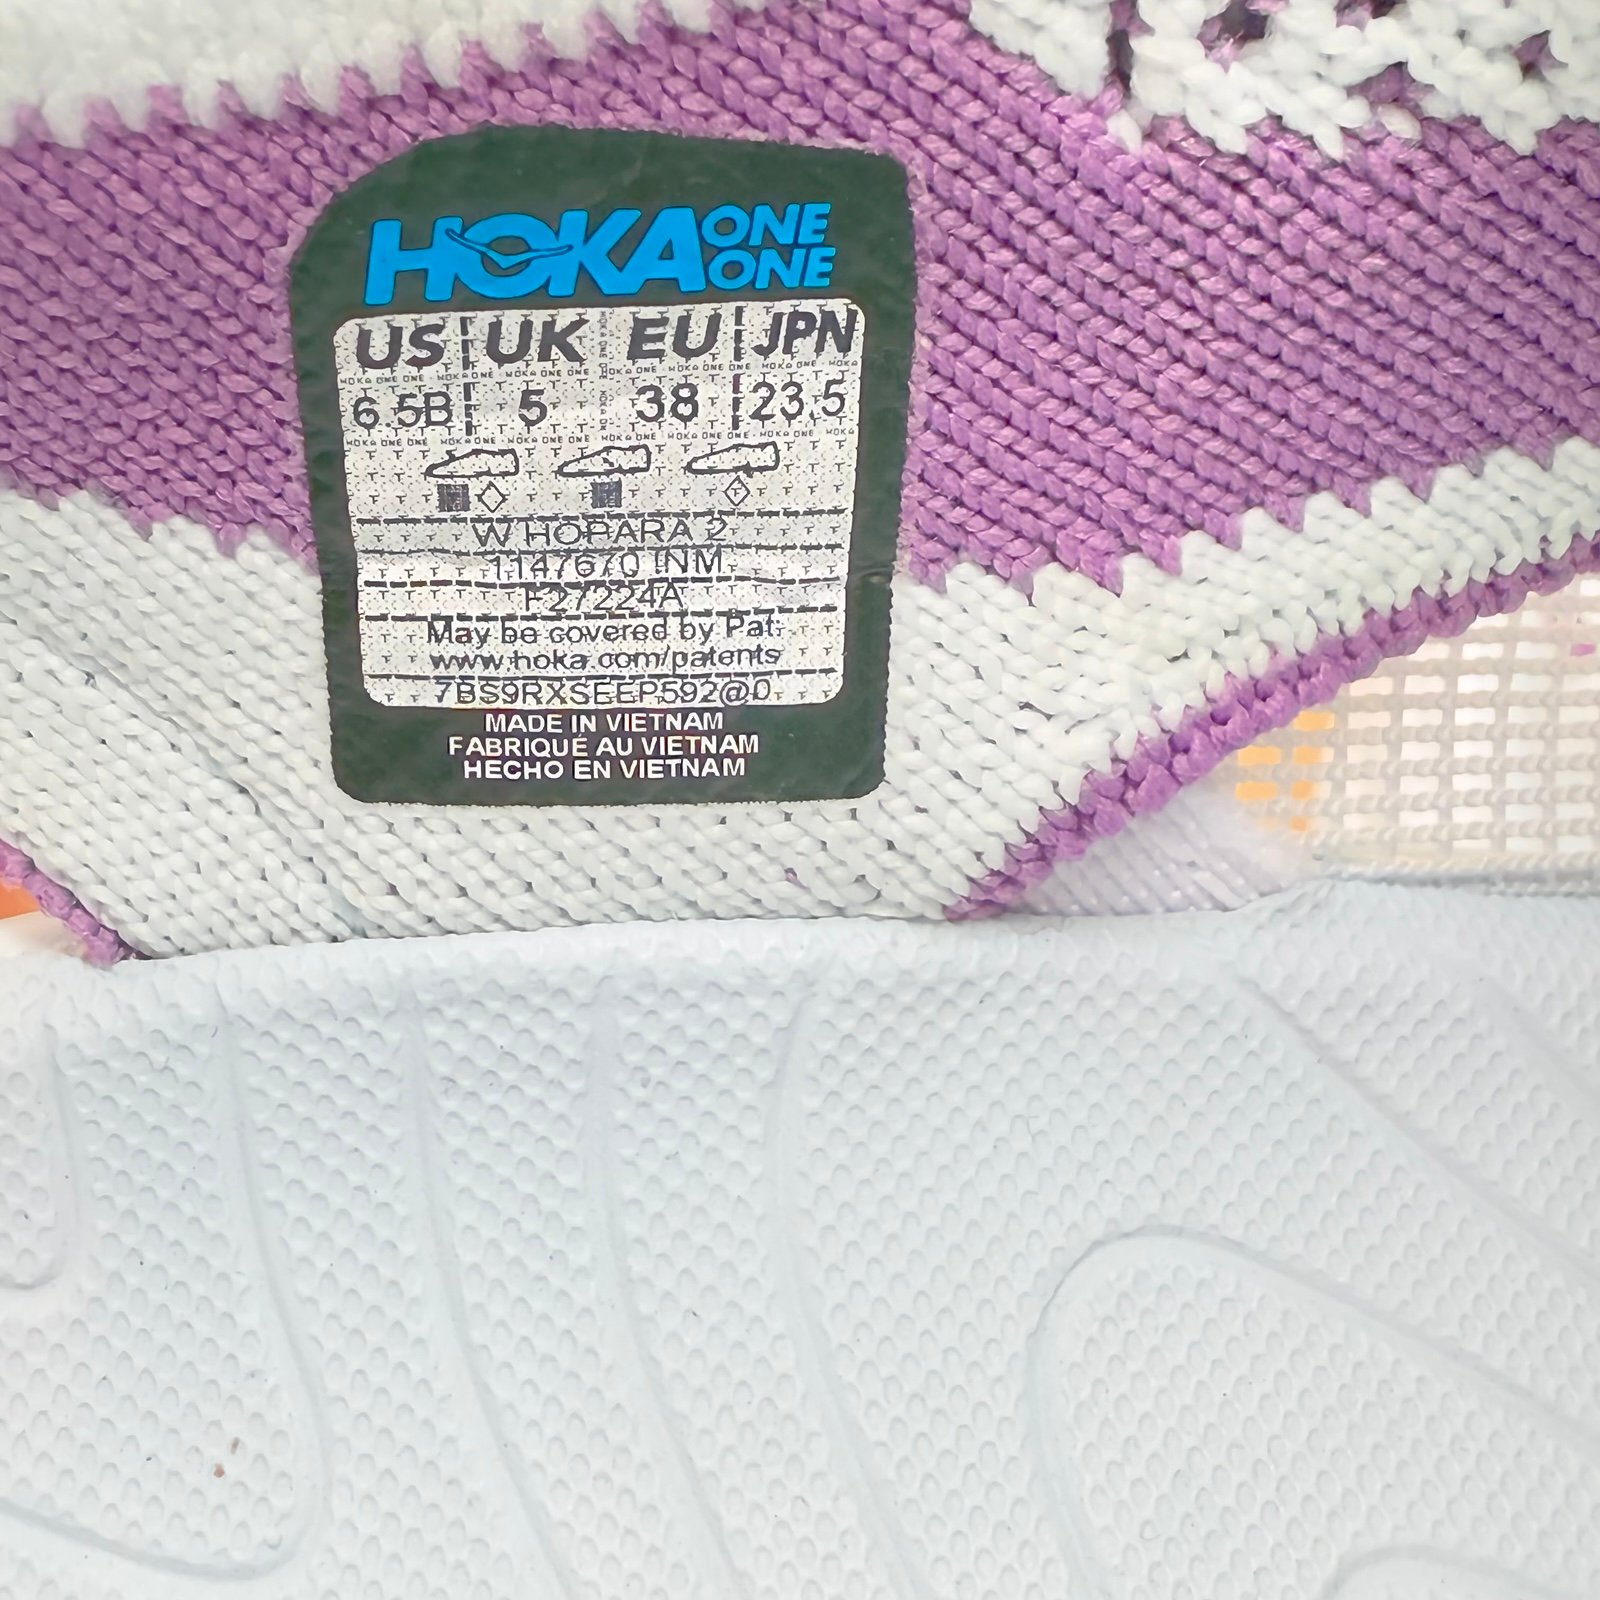 HOKA ONE ONE
US UK EU JPN
6.5B 5 38 23.5
W HOPARA 2
1147670 INM
F27224A
May be covered by Pat:
www.hoka.com/patents
7BS9RXSEEP592@0
MADE IN VIETNAM
FABRIQUÉ AU VIETNAM
HECHO EN VIETNAM